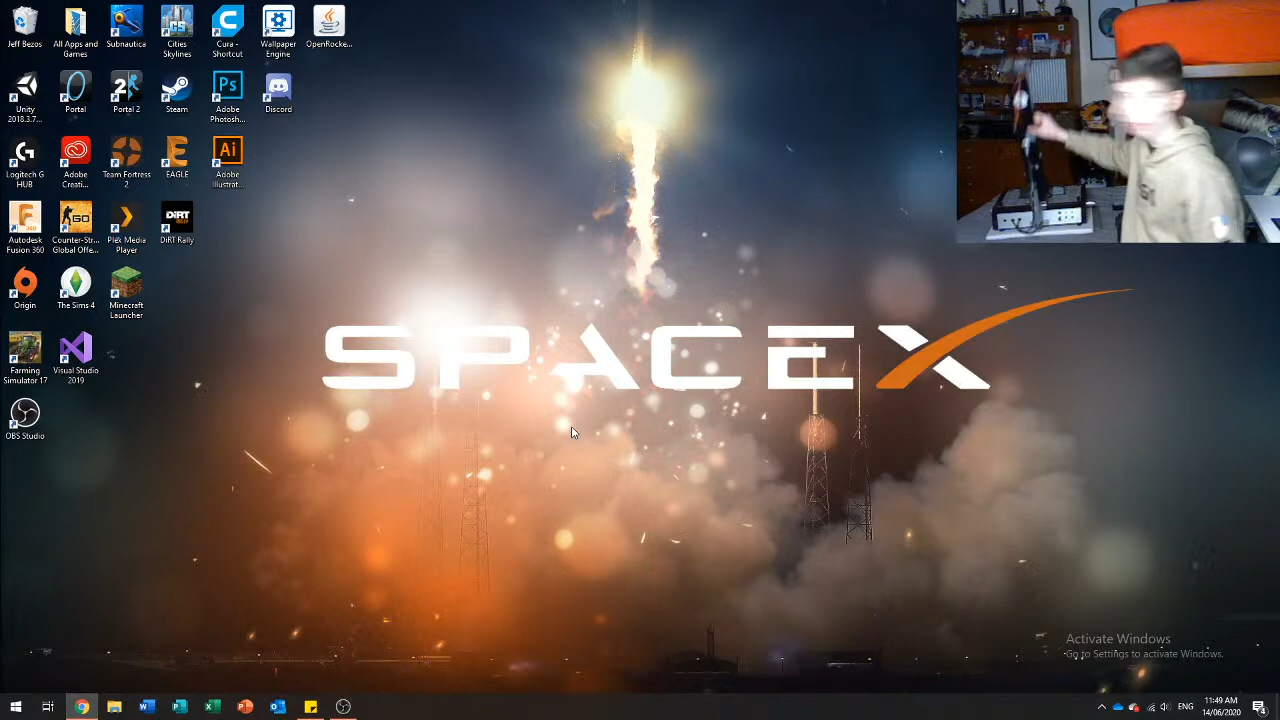 Jeff Bezos
All Apps and
Games
Subnautica
Cities
Skylines
Cura -
Shortcut
Wallpaper
Engine
OpenRocke...
Unity
2018.3.7...
Portal
Portal 2
Steam
Adobe
Photosh...
Discord
Logitech G
HUB
Adobe
Creati...
Team Fortress
2
EAGLE
Adobe
Illustrat...
Autodesk
Fusion 360
Counter-Str...
Global Offe...
Plex Media
Player
DiRT Rally
Origin
The Sims 4
Minecraft
Launcher
Farming
Simulator 17
Visual Studio
2019
OBS Studio
SPACEX
Activate Windows
Go to Settings to activate Windows.
ENG
11:49 AM
14/06/2020